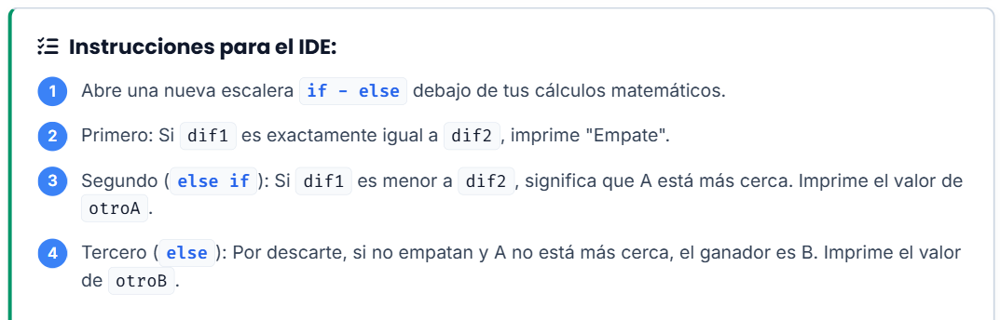 Instrucciones para el IDE:
1 Abre una nueva escalera if - else debajo de tus cálculos matemáticos.
2 Primero: Si dif1 es exactamente igual a dif2, imprime "Empate".
3 Segundo (else if): Si dif1 es menor a dif2, significa que A está más cerca. Imprime el valor de
otroA.
4 Tercero (else): Por descarte, si no empatan y A no está más cerca, el ganador es B. Imprime el valor
de otroB.